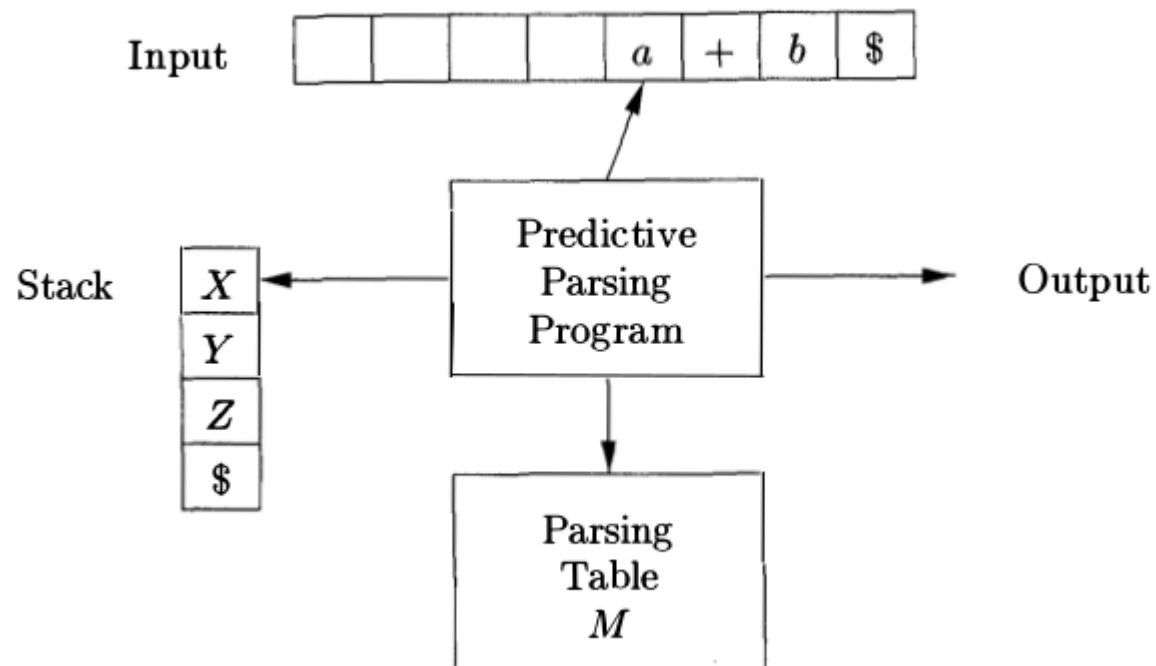 Input a + b $
Predictive
Stack X Parsing Output
Program
Y
Z
$
Parsing
Table
M